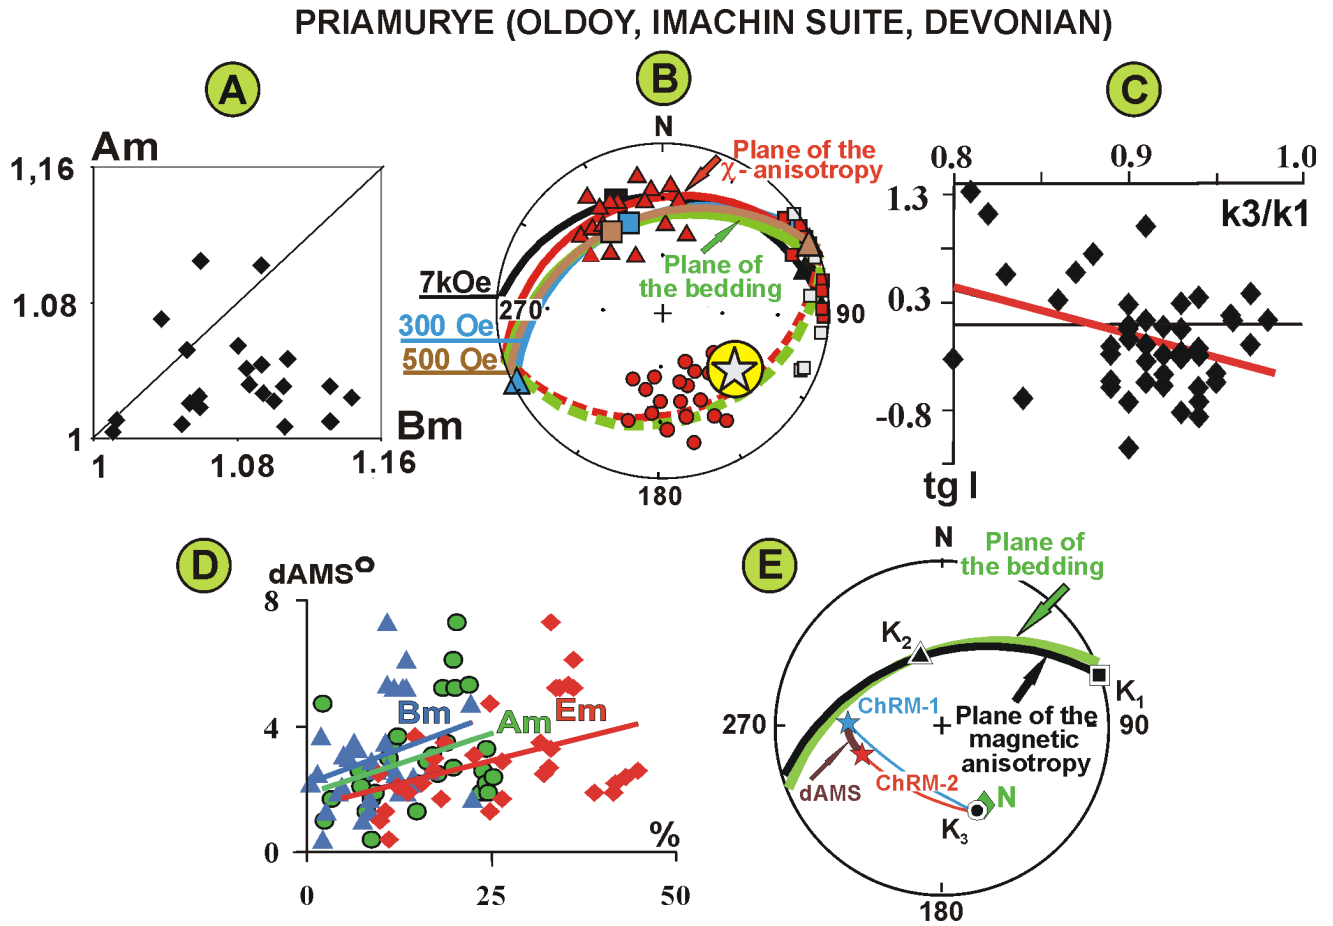 PRIAMURYE (OLDOY, IMACHIN SUITE, DEVONIAN)
A
Am
1,16
1.08
1
1
1.08
1.16
Bm
B
N
Plane of the
χ - anisotropy
Plane of
the bedding
7kOe
270
300 Oe
500 Oe
90
180
C
0.8
0.9
1.0
1.3
k3/k1
0.3
-0.8
tg I
D
dAMS°
8
4
0
Bm
Am
Em
%
0
25
50
E
N
Plane of
the bedding
K2
K1
ChRM-1
270
90
Plane of the
magnetic
anisotropy
ChRM-2
dAMS
N
K3
180